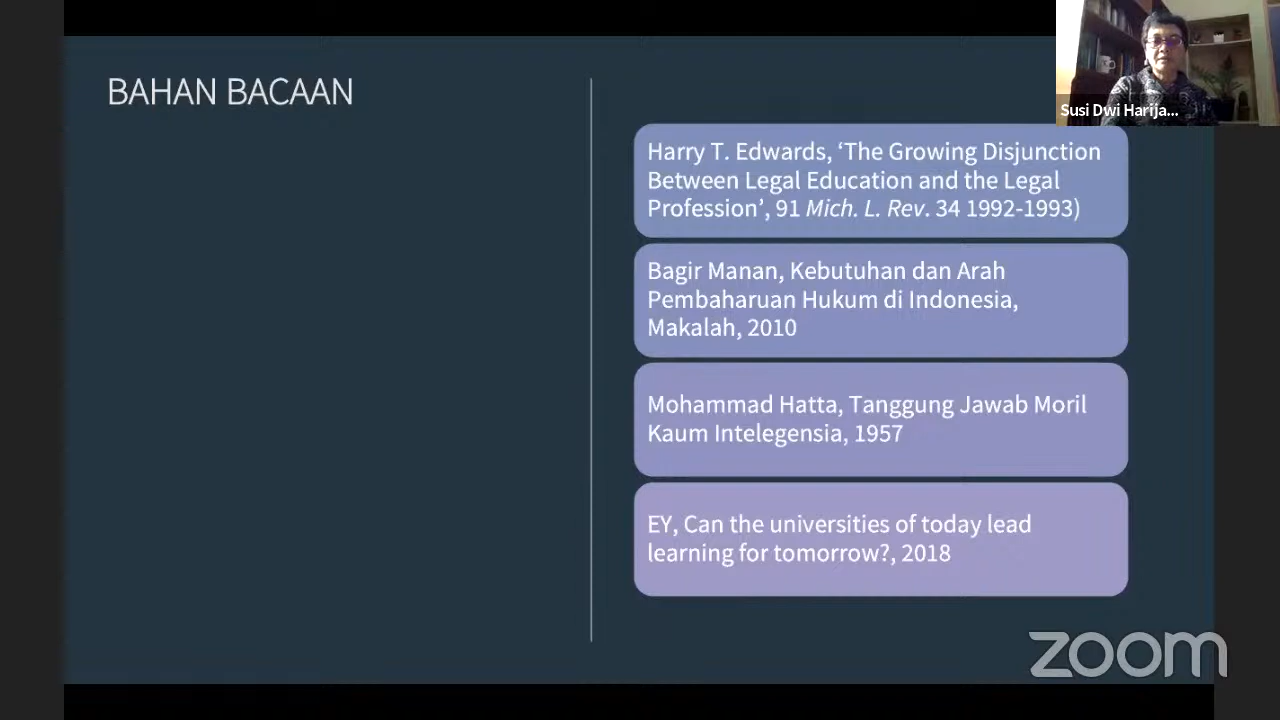 BAHAN BACAAN
Susi Dwi Harija...
Harry T. Edwards, ‘The Growing Disjunction
Between Legal Education and the Legal
Profession’, 91 Mich. L. Rev. 34 1992-1993)
Bagir Manan, Kebutuhan dan Arah
Pembaharuan Hukum di Indonesia,
Makalah, 2010
Mohammad Hatta, Tanggung Jawab Moril
Kaum Intelegensia, 1957
EY, Can the universities of today lead
learning for tomorrow?, 2018
zoom